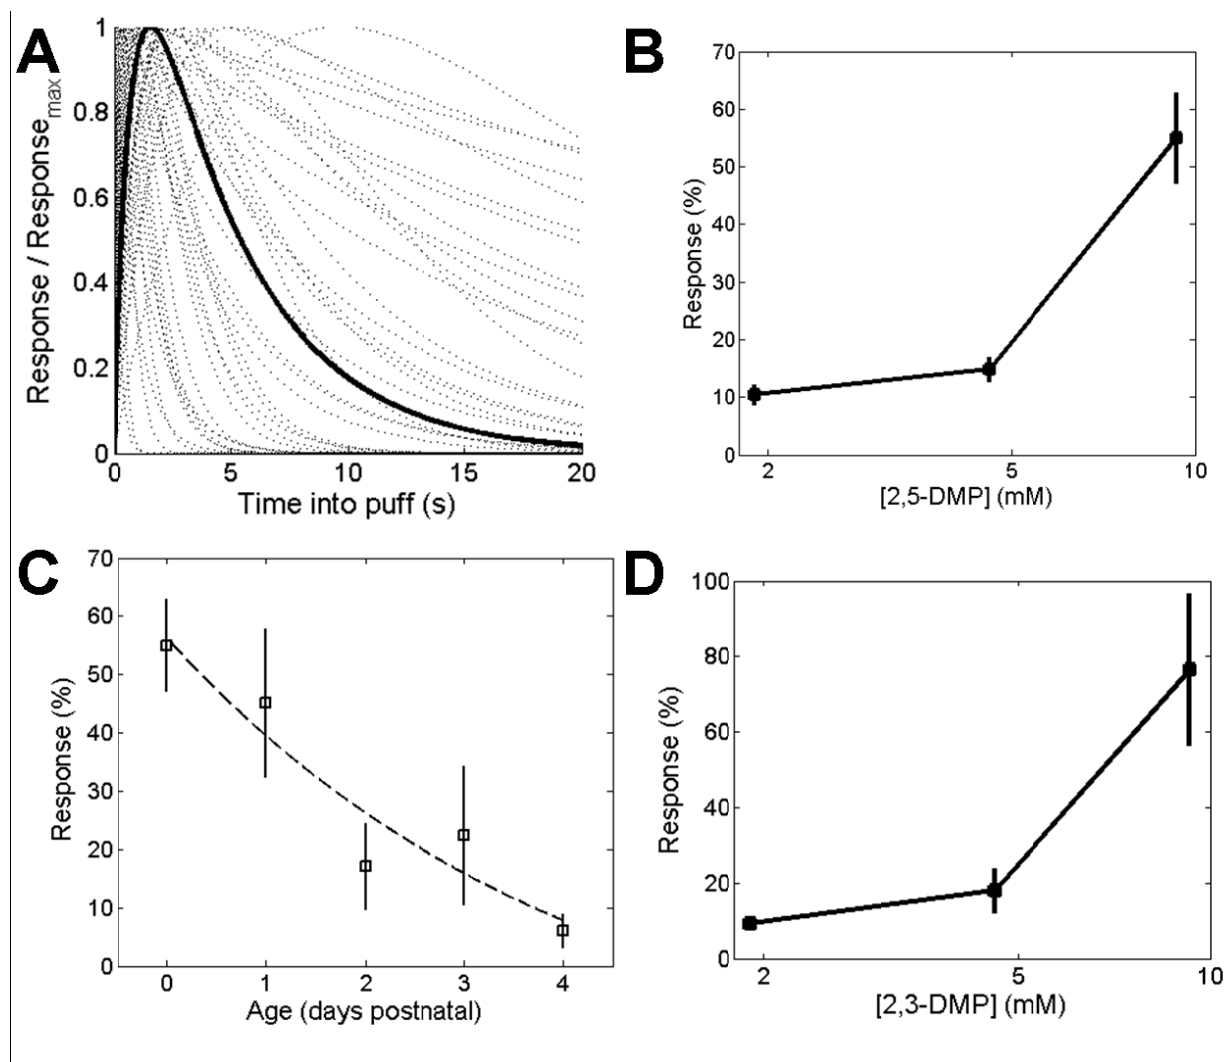 A
Response / Response max
1
0.8
0.6
0.4
0.2
0
0 5 10 15 20
Time into puff (s)
B
Response (%)
70
60
50
40
30
20
10
0
2 5 10
[2,5-DMP] (mM)
C
Response (%)
70
60
50
40
30
20
10
0
0 1 2 3 4
Age (days postnatal)
D
Response (%)
100
80
60
40
20
0
2 5 10
[2,3-DMP] (mM)